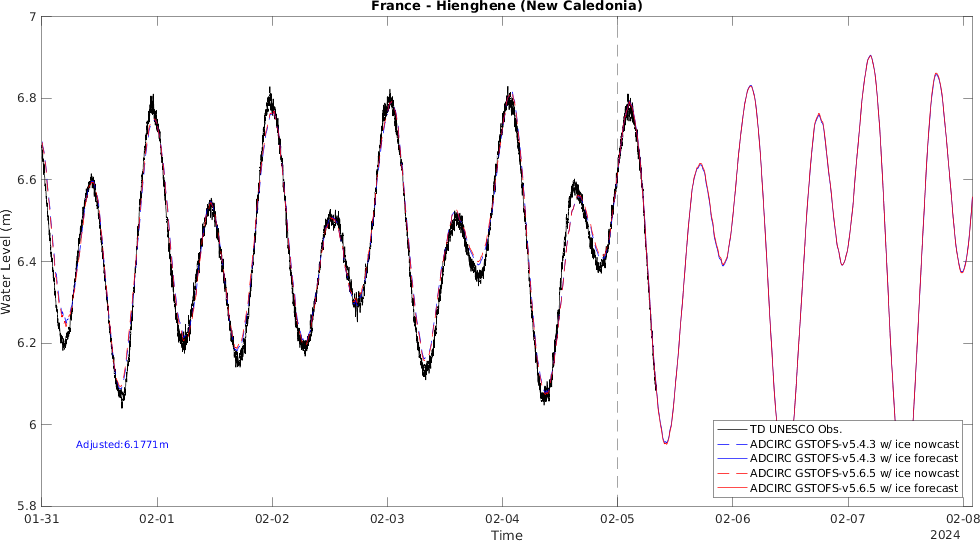 France - Hienghene (New Caledonia)
7
6.8
6.6
6.4
6.2
6
5.8
Water Level (m)
Adjusted:6.1771m
TD UNESCO Obs.
ADCIRC GSTOFS-v5.4.3 w/ ice nowcast
ADCIRC GSTOFS-v5.4.3 w/ ice forecast
ADCIRC GSTOFS-v5.6.5 w/ ice nowcast
ADCIRC GSTOFS-v5.6.5 w/ ice forecast
01-31 02-01 02-02 02-03 02-04 02-05 02-06 02-07 02-08
Time
2024